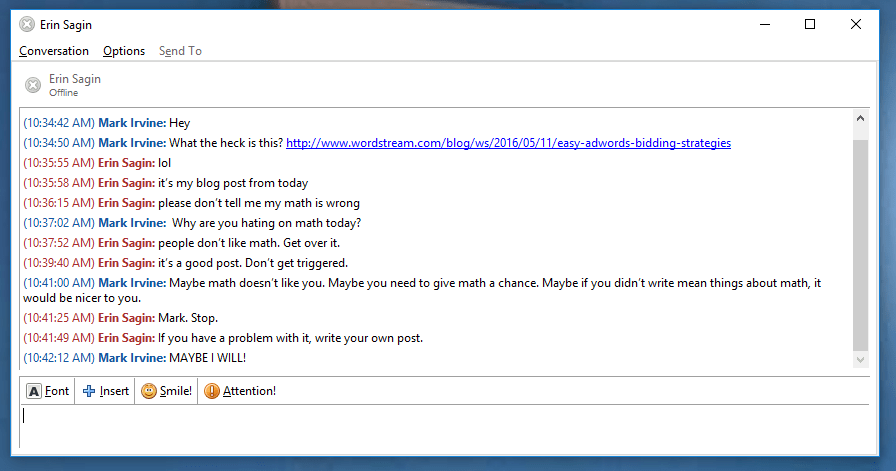 Erin Sagin
Conversation Options Send To
Erin Sagin
Offline
(10:34:42 AM) Mark Irvine: Hey
(10:34:50 AM) Mark Irvine: What the heck is this? http://www.wordstream.com/blog/ws/2016/05/11/easy-adwords-bidding-strategies
(10:35:55 AM) Erin Sagin: lol
(10:35:58 AM) Erin Sagin: it's my blog post from today
(10:36:15 AM) Erin Sagin: please don't tell me my math is wrong
(10:37:02 AM) Mark Irvine: Why are you hating on math today?
(10:37:52 AM) Erin Sagin: people don't like math. Get over it.
(10:39:40 AM) Erin Sagin: it's a good post. Don't get triggered.
(10:41:00 AM) Mark Irvine: Maybe math doesn't like you. Maybe you need to give math a chance. Maybe if you didn't write mean things about math, it
would be nicer to you.
(10:41:25 AM) Erin Sagin: Mark. Stop.
(10:41:49 AM) Erin Sagin: If you have a problem with it, write your own post.
(10:42:12 AM) Mark Irvine: MAYBE I WILL!
A Font Insert Smile! Attention!